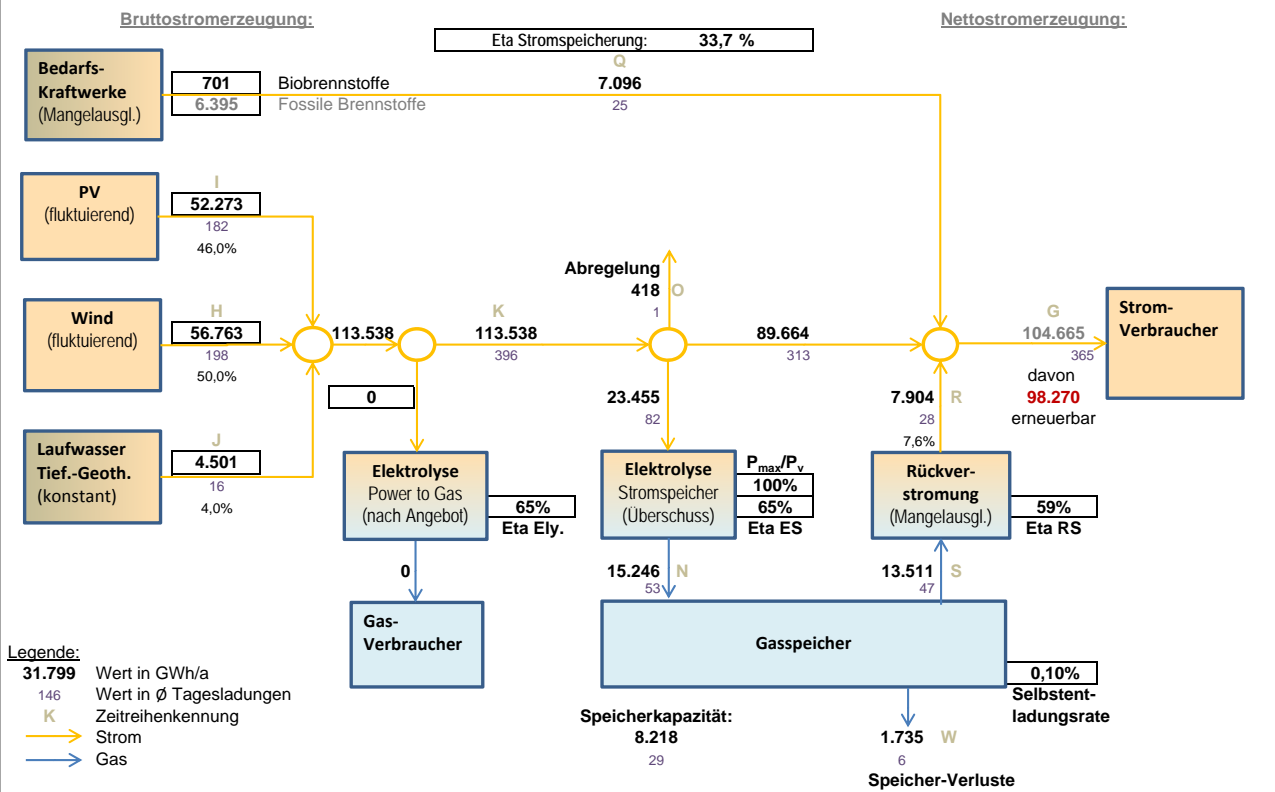 Bruttostromerzeugung:
Nettostromerzeugung:
Eta Stromspeicherung: 33,7 %
Bedarfs-
Kraftwerke
(Mangelausgl.)
701 Biobrennstoffe
6.395 Fossile Brennstoffe
Q
7.096
25
PV
(fluktuierend)
I
52.273
182
46,0%
Wind
(fluktuierend)
H
56.763
198
50,0%
Laufwasser
Tief.-Geoth.
(konstant)
J
4.501
16
4,0%
113.538
K
113.538
396
Abregelung
418 O
1
89.664
313
G
104.665
365
davon
98.270
erneuerbar
Strom-
Verbraucher
0
23.455
82
7.904 R
28
7,6%
Elektrolyse
Power to Gas
(nach Angebot)
65%
Eta Ely.
Elektrolyse
Stromspeicher
(Überschuss)
Pmax/Pv
100%
65%
Eta ES
Rückver-
stromung
(Mangelausgl.)
59%
Eta RS
0
15.246 N
53
13.511 S
47
Gas-
Verbraucher
Gasspeicher
0,10%
Selbstent-
ladungsrate
Speicherkapazität:
8.218
29
1.735 W
6
Speicher-Verluste
Legende:
31.799 Wert in GWh/a
146 Wert in Ø Tagesladungen
K Zeitreihenkennung
Strom
Gas